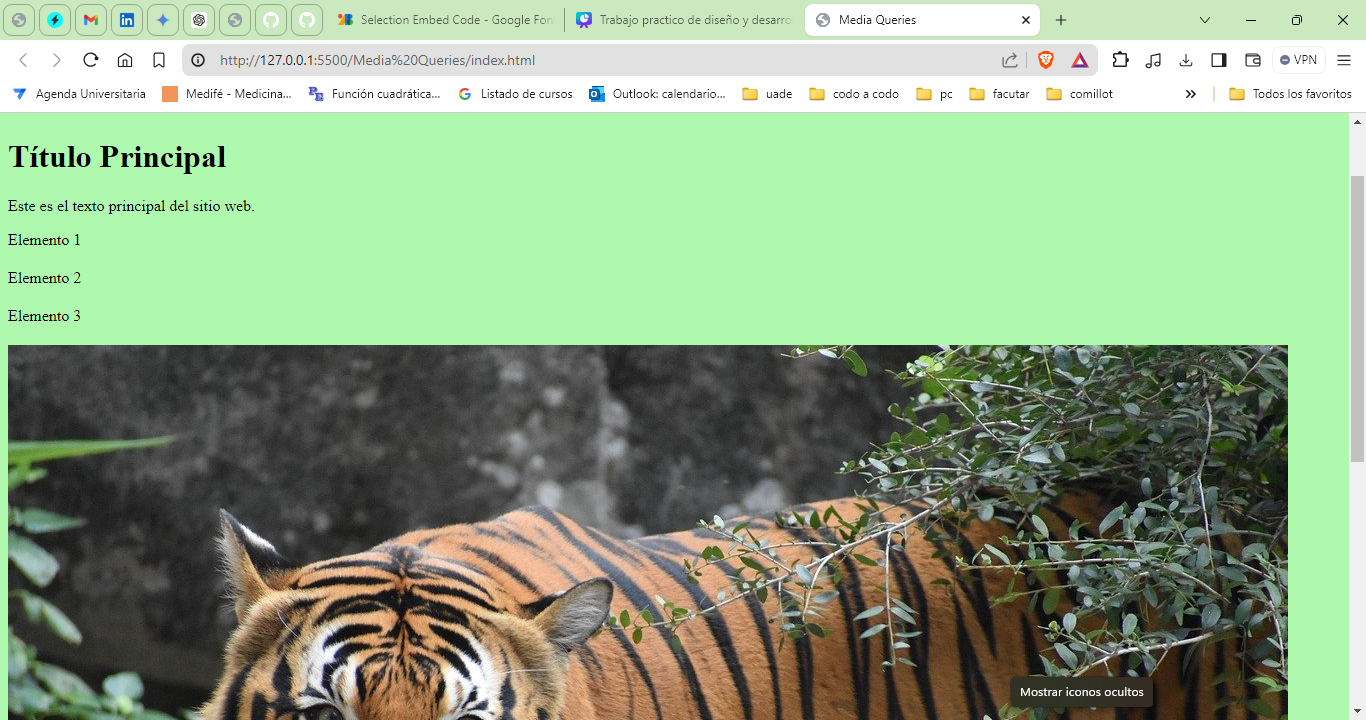 Selection Embed Code - Google Fon
Trabajo practico de diseño y desarro
Media Queries
http://127.0.0.1:5500/Media%20Queries/index.html
VPN
Agenda Universitaria
Medifé - Medicina...
Función cuadrática...
Listado de cursos
Outlook: calendario...
uade
codo a codo
pc
facutar
comillot
Todos los favoritos
Título Principal
Este es el texto principal del sitio web.
Elemento 1
Elemento 2
Elemento 3
Mostrar iconos ocultos